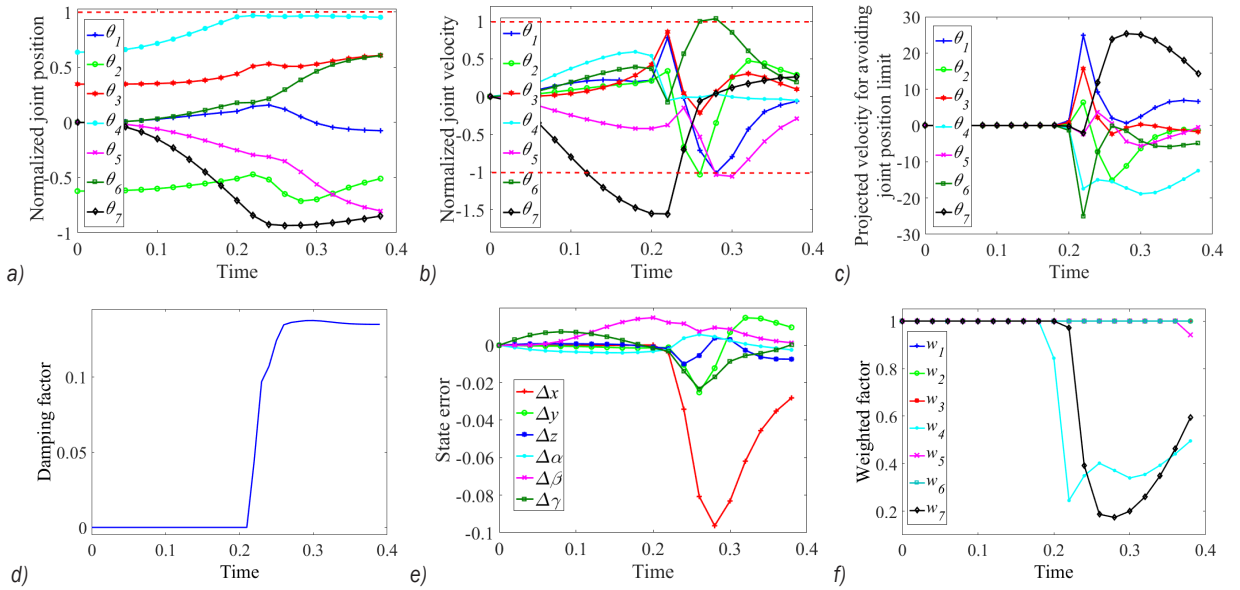 Normalized joint position
1
0.5
0
-0.5
-1
θ1
θ2
θ3
θ4
θ5
θ6
θ7
0
0.1
0.2
0.3
0.4
Time
a)
Normalized joint velocity
1
0.5
0
-0.5
-1
-1.5
θ1
θ2
θ3
θ4
θ5
θ6
θ7
0
0.1
0.2
0.3
0.4
Time
b)
Projected velocity for avoiding
joint position limit
30
20
10
0
-10
-20
-30
θ1
θ2
θ3
θ4
θ5
θ6
θ7
0
0.1
0.2
0.3
0.4
Time
c)
Damping factor
0.1
0.05
0
0
0.1
0.2
0.3
0.4
Time
d)
State error
0
-0.02
-0.04
-0.06
-0.08
-0.1
Δx
Δy
Δz
Δα
Δβ
Δγ
0
0.1
0.2
0.3
0.4
Time
e)
Weighted factor
1
0.8
0.6
0.4
0.2
w1
w2
w3
w4
w5
w6
w7
0
0.1
0.2
0.3
0.4
Time
f)